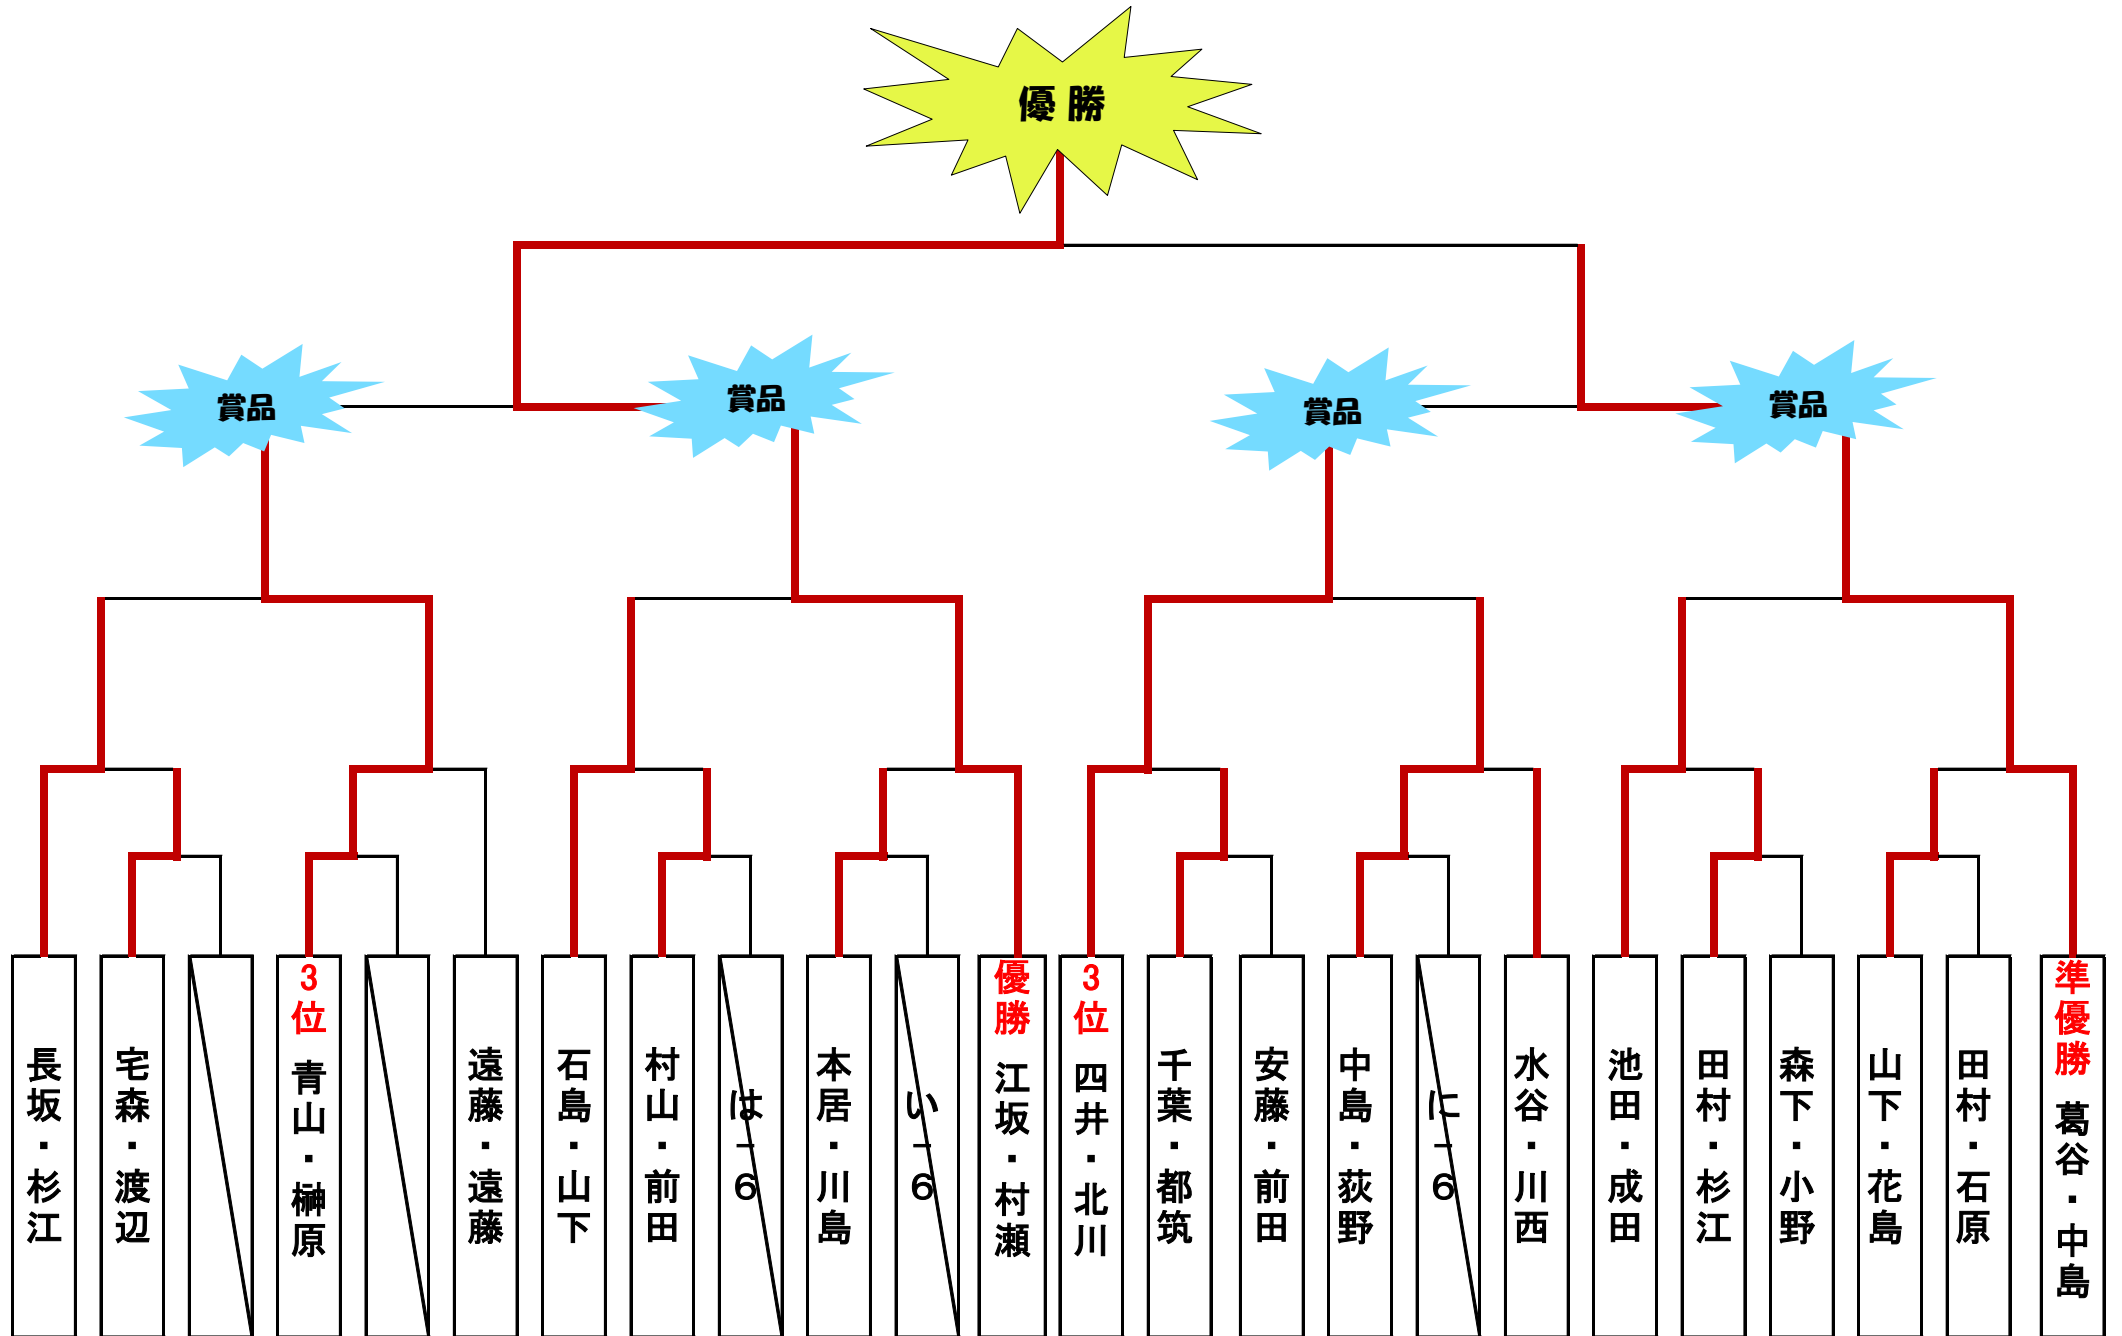 優勝
賞品
賞品
賞品
賞品
長坂・杉江
宅森・渡辺
3位 青山・榊原
遠藤・遠藤
石島・山下
村山・前田
は-6
本居・川島
い-6
優勝 江坂・村瀬
3位 四井・北川
千葉・都筑
安藤・前田
中島・荻野
に-6
水谷・川西
池田・成田
田村・杉江
森下・小野
山下・花島
田村・石原
準優勝 葛谷・中島